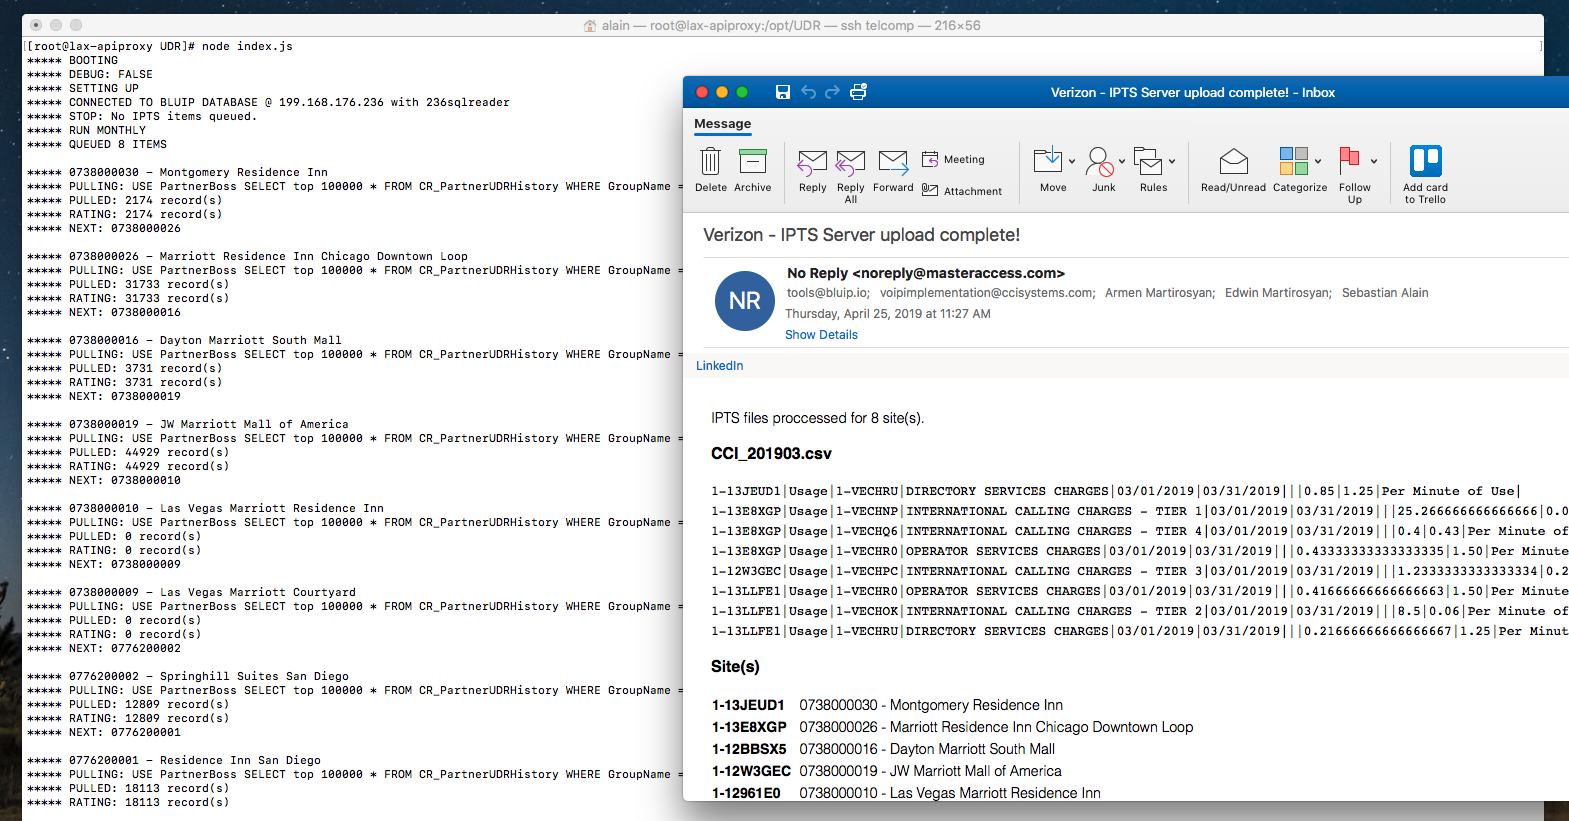 alain — root@lax-apiproxy:/opt/UDR — ssh telcomp — 216×56
[[root@lax-apiproxy UDR]# node index.js ]
***** BOOTING
***** DEBUG: FALSE
***** SETTING UP
***** CONNECTED TO BLUIP DATABASE @ 199.168.176.236 with 236sqlreader
***** STOP: No IPTS items queued.
***** RUN MONTHLY
***** QUEUED 8 ITEMS
***** 0738000030 – Montgomery Residence Inn
***** PULLING: USE PartnerBoss SELECT top 100000 * FROM CR_PartnerUDRHistory WHERE GroupName =
***** PULLED: 2174 record(s)
***** RATING: 2174 record(s)
***** NEXT: 0738000026
***** 0738000026 – Marriott Residence Inn Chicago Downtown Loop
***** PULLING: USE PartnerBoss SELECT top 100000 * FROM CR_PartnerUDRHistory WHERE GroupName =
***** PULLED: 31733 record(s)
***** RATING: 31733 record(s)
***** NEXT: 0738000016
***** 0738000016 – Dayton Marriott South Mall
***** PULLING: USE PartnerBoss SELECT top 100000 * FROM CR_PartnerUDRHistory WHERE GroupName =
***** PULLED: 3731 record(s)
***** RATING: 3731 record(s)
***** NEXT: 0738000019
***** 0738000019 – JW Marriott Mall of America
***** PULLING: USE PartnerBoss SELECT top 100000 * FROM CR_PartnerUDRHistory WHERE GroupName =
***** PULLED: 44929 record(s)
***** RATING: 44929 record(s)
***** NEXT: 0738000010
***** 0738000010 – Las Vegas Marriott Residence Inn
***** PULLING: USE PartnerBoss SELECT top 100000 * FROM CR_PartnerUDRHistory WHERE GroupName =
***** PULLED: 0 record(s)
***** RATING: 0 record(s)
***** NEXT: 0738000009
***** 0738000009 – Las Vegas Marriott Courtyard
***** PULLING: USE PartnerBoss SELECT top 100000 * FROM CR_PartnerUDRHistory WHERE GroupName =
***** PULLED: 0 record(s)
***** RATING: 0 record(s)
***** NEXT: 0776200002
***** 0776200002 – Springhill Suites San Diego
***** PULLING: USE PartnerBoss SELECT top 100000 * FROM CR_PartnerUDRHistory WHERE GroupName =
***** PULLED: 12809 record(s)
***** RATING: 12809 record(s)
***** NEXT: 0776200001
***** 0776200001 – Residence Inn San Diego
***** PULLING: USE PartnerBoss SELECT top 100000 * FROM CR_PartnerUDRHistory WHERE GroupName =
***** PULLED: 18113 record(s)
***** RATING: 18113 record(s)
Verizon - IPTS Server upload complete! - Inbox
Message
Delete Archive Reply Reply All Forward Meeting Attachment Move Junk Rules Read/Unread Categorize Follow Up Add card to Trello
Verizon - IPTS Server upload complete!
NR
No Reply <noreply@masteraccess.com>
tools@bluip.io; voipimplementation@ccisystems.com; Armen Martirosyan; Edwin Martirosyan; Sebastian Alain
Thursday, April 25, 2019 at 11:27 AM
Show Details
LinkedIn
IPTS files proccessed for 8 site(s).
CCI_201903.csv
1-13JEUD1|Usage|1-VECHRU|DIRECTORY SERVICES CHARGES|03/01/2019|03/31/2019|||0.85|1.25|Per Minute of Use|
1-13E8XGP|Usage|1-VECHNP|INTERNATIONAL CALLING CHARGES - TIER 1|03/01/2019|03/31/2019|||25.266666666666666|0.0
1-13E8XGP|Usage|1-VECHQ6|INTERNATIONAL CALLING CHARGES - TIER 4|03/01/2019|03/31/2019|||0.4|0.43|Per Minute of
1-13E8XGP|Usage|1-VECHR0|OPERATOR SERVICES CHARGES|03/01/2019|03/31/2019|||0.43333333333333335|1.50|Per Minute
1-12W3GEC|Usage|1-VECHPC|INTERNATIONAL CALLING CHARGES - TIER 3|03/01/2019|03/31/2019|||1.2333333333333334|0.2
1-13LLFE1|Usage|1-VECHR0|OPERATOR SERVICES CHARGES|03/01/2019|03/31/2019|||0.41666666666666663|1.50|Per Minute
1-13LLFE1|Usage|1-VECHOK|INTERNATIONAL CALLING CHARGES - TIER 2|03/01/2019|03/31/2019|||8.5|0.06|Per Minute of
1-13LLFE1|Usage|1-VECHRU|DIRECTORY SERVICES CHARGES|03/01/2019|03/31/2019|||0.21666666666666667|1.25|Per Minut
Site(s)
1-13JEUD1 0738000030 - Montgomery Residence Inn
1-13E8XGP 0738000026 - Marriott Residence Inn Chicago Downtown Loop
1-12BBSX5 0738000016 - Dayton Marriott South Mall
1-12W3GEC 0738000019 - JW Marriott Mall of America
1-12961E0 0738000010 - Las Vegas Marriott Residence Inn